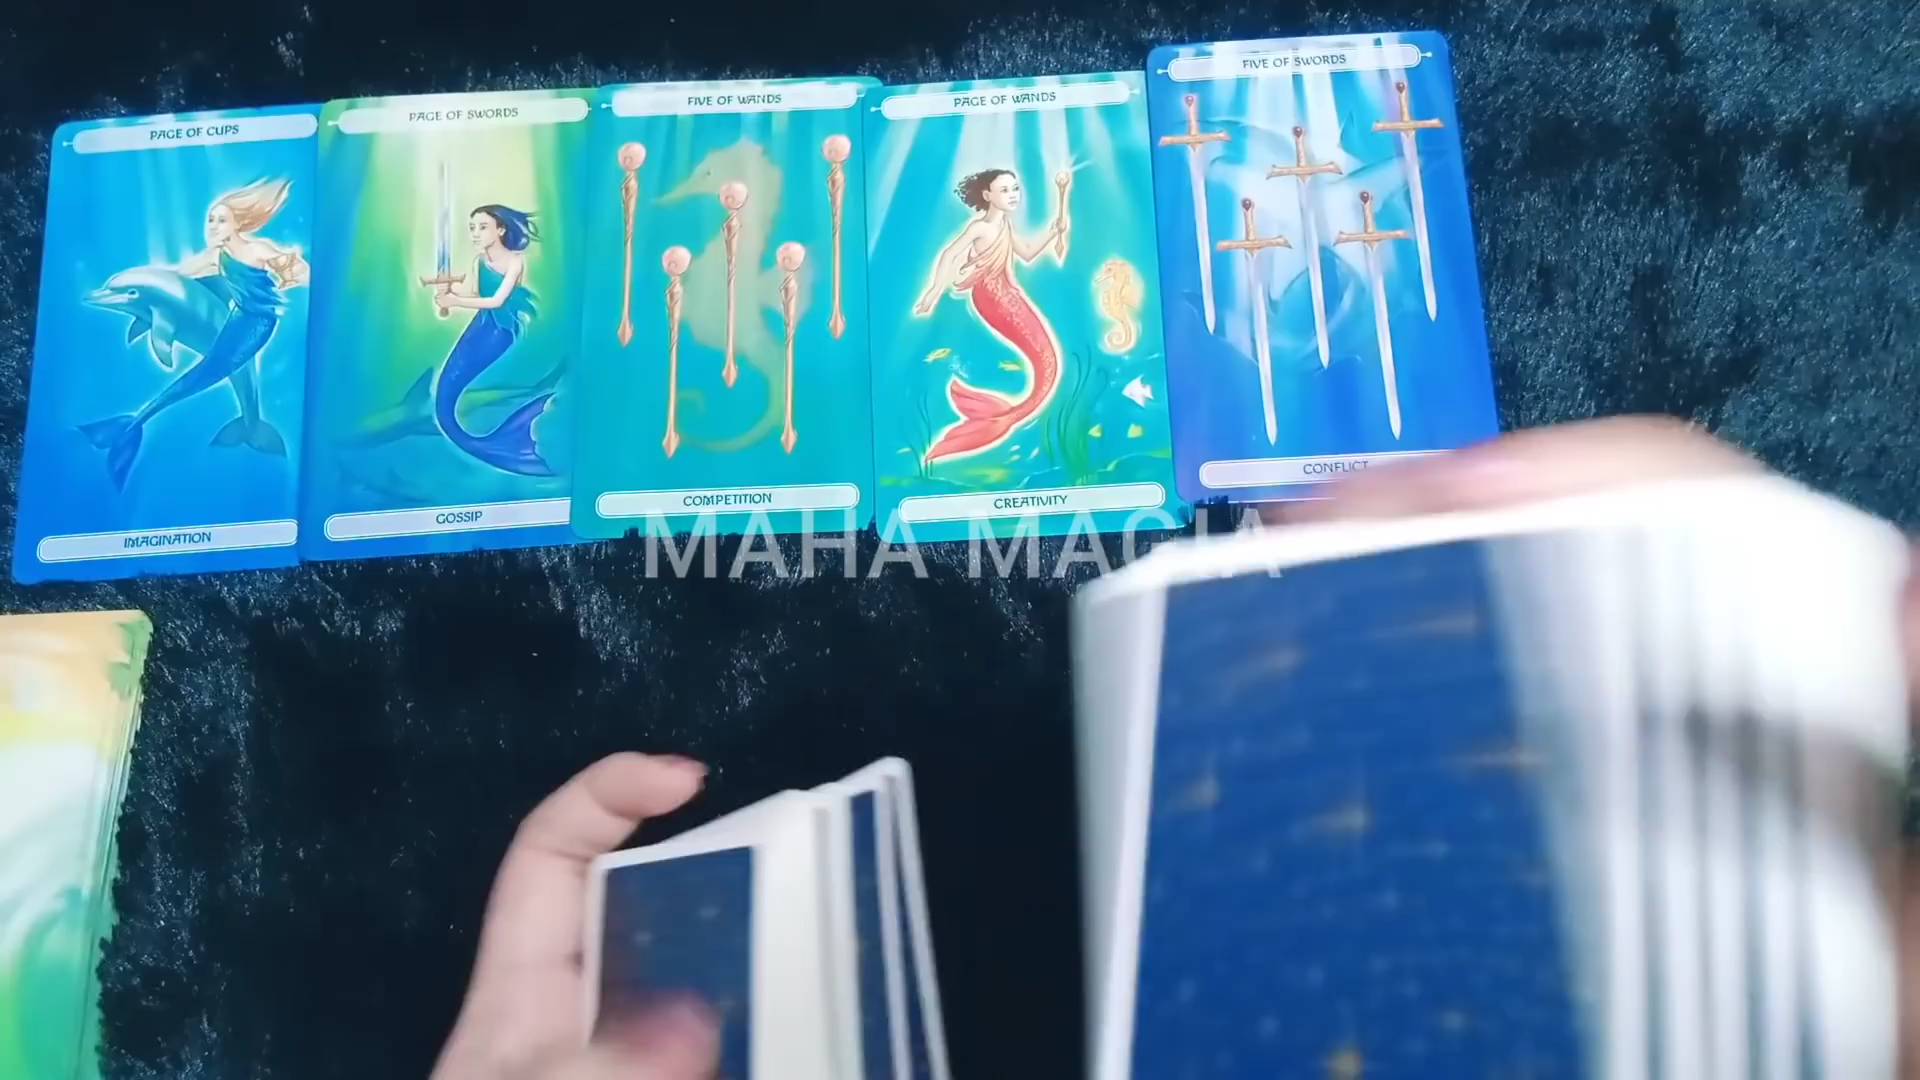 PAGE OF CUPS
IMAGINATION
PAGE OF SWORDS
GOSSIP
FIVE OF WANDS
COMPETITION
PAGE OF WANDS
CREATIVITY
FIVE OF SWORDS
CONFLICT
MAHA MAGIA